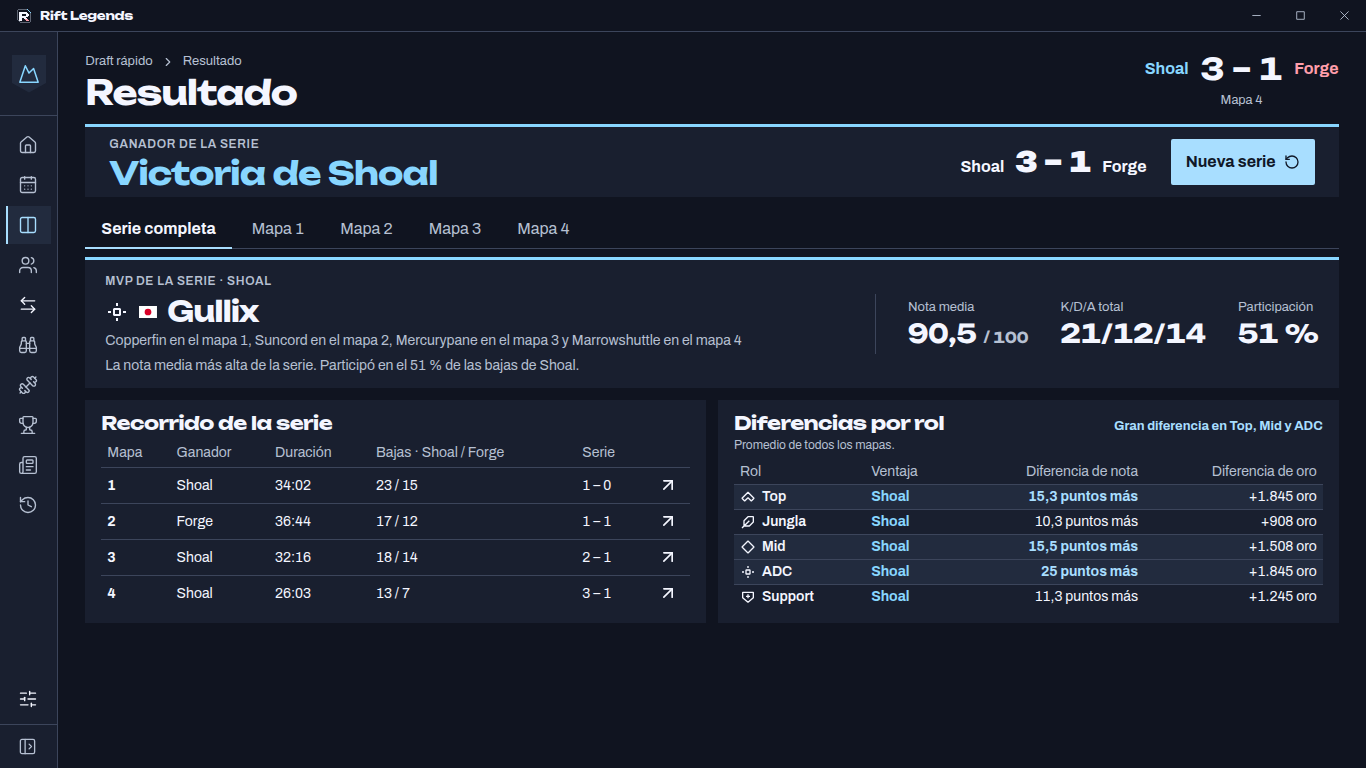 Rift Legends
Draft rápido > Resultado
Resultado
Shoal 3 – 1 Forge
Mapa 4
GANADOR DE LA SERIE
Victoria de Shoal
Shoal 3 – 1 Forge
Nueva serie
Serie completa Mapa 1 Mapa 2 Mapa 3 Mapa 4
MVP DE LA SERIE · SHOAL
Gullix
Copperfin en el mapa 1, Suncord en el mapa 2, Mercurypane en el mapa 3 y Marrowshuttle en el mapa 4
La nota media más alta de la serie. Participó en el 51 % de las bajas de Shoal.
Nota media K/D/A total Participación
90,5 / 100 21/12/14 51 %
Recorrido de la serie
Mapa Ganador Duración Bajas · Shoal / Forge Serie
1 Shoal 34:02 23 / 15 1 – 0
2 Forge 36:44 17 / 12 1 – 1
3 Shoal 32:16 18 / 14 2 – 1
4 Shoal 26:03 13 / 7 3 – 1
Diferencias por rol
Gran diferencia en Top, Mid y ADC
Promedio de todos los mapas.
Rol Ventaja Diferencia de nota Diferencia de oro
Top Shoal 15,3 puntos más +1.845 oro
Jungla Shoal 10,3 puntos más +908 oro
Mid Shoal 15,5 puntos más +1.508 oro
ADC Shoal 25 puntos más +1.845 oro
Support Shoal 11,3 puntos más +1.245 oro